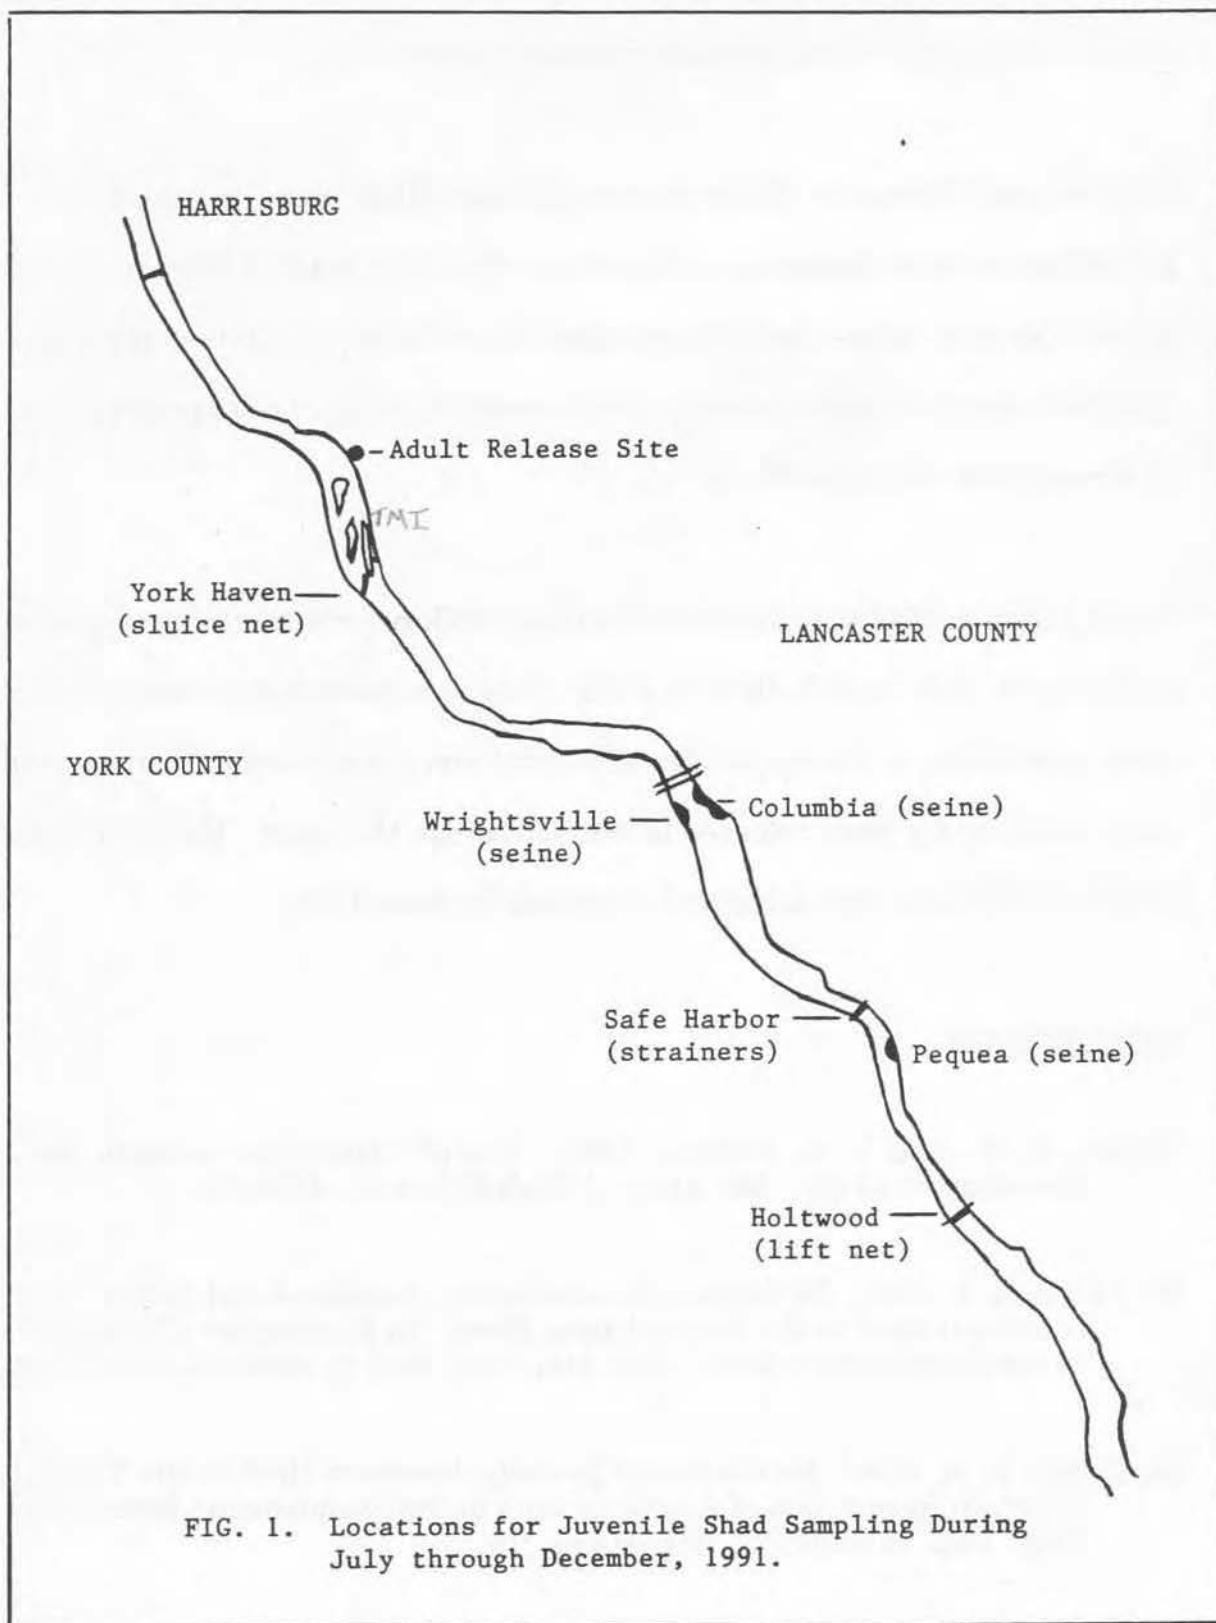 HARRISBURG
Adult Release Site
TMI
York Haven
(sluice net)
LANCASTER COUNTY
YORK COUNTY
Columbia (seine)
Wrightsville
(seine)
Safe Harbor
(strainers)
Pequea (seine)
Holtwood
(lift net)
FIG. 1. Locations for Juvenile Shad Sampling During
July through December, 1991.